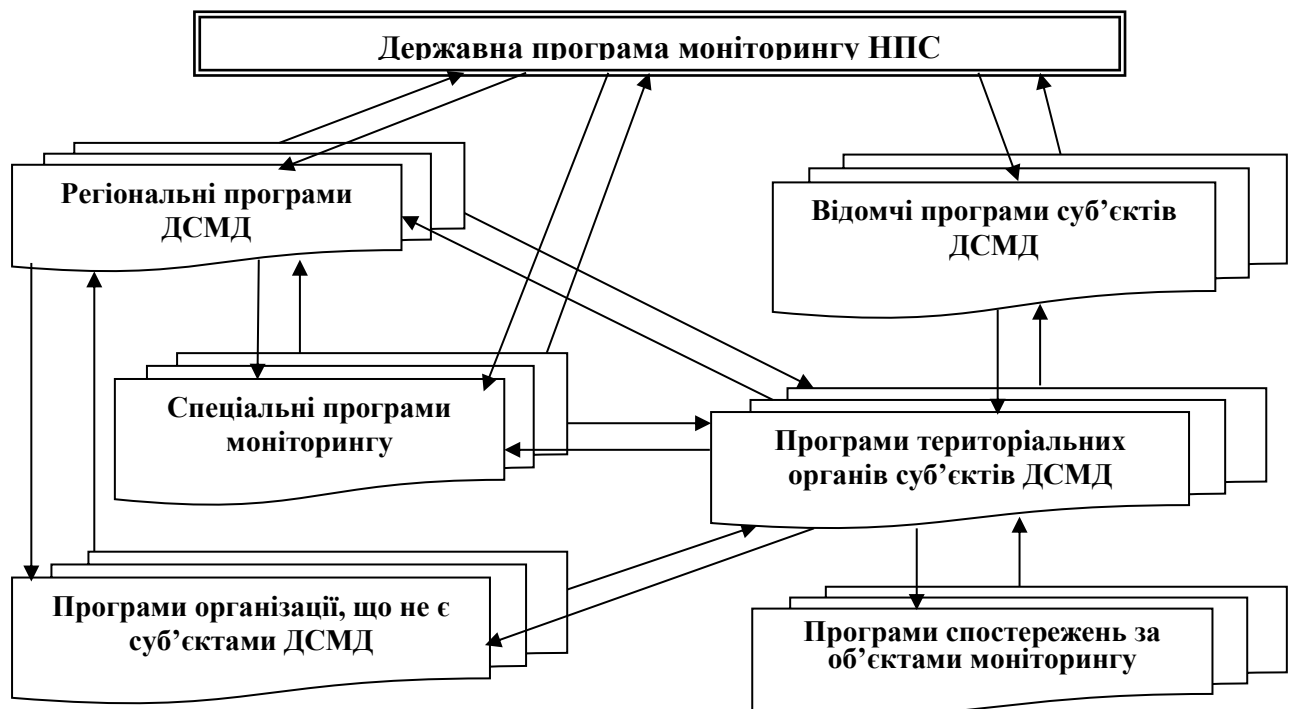 Державна програма моніторингу НПС
Регіональні програми
ДСМД
Відомчі програми суб’єктів
ДСМД
Спеціальні програми
моніторингу
Програми територіальних
органів суб’єктів ДСМД
Програми організації, що не є
суб’єктами ДСМД
Програми спостережень за
об’єктами моніторингу